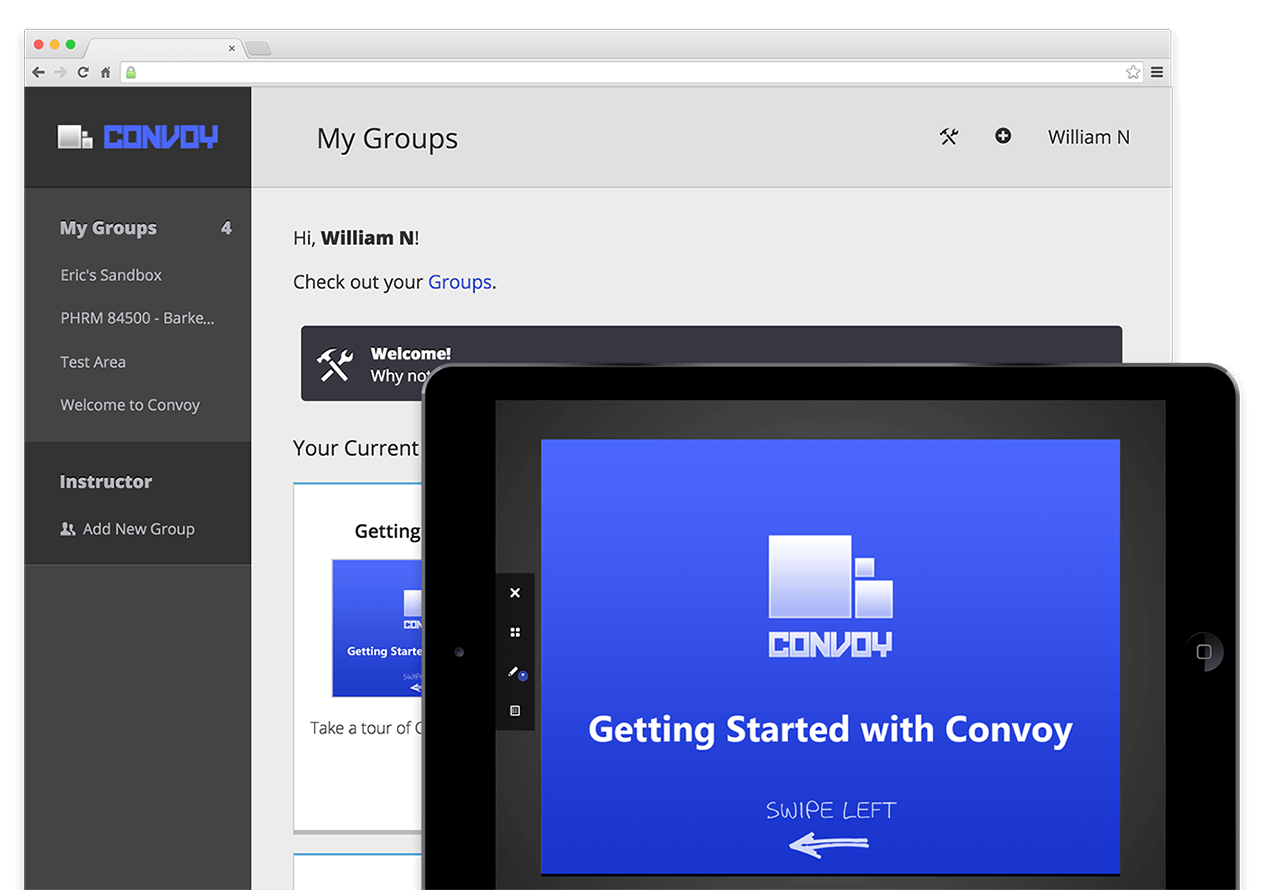 CONVOY
My Groups
William N
My Groups 4
Eric's Sandbox
PHRM 84500 - Barke...
Test Area
Welcome to Convoy
Instructor
Add New Group
Hi, William N!
Check out your Groups.
Welcome!
Why not
Your Current
Getting
CON
Getting Starte
SWIPE
Take a tour of C
CONVOY
Getting Started with Convoy
SWIPE LEFT